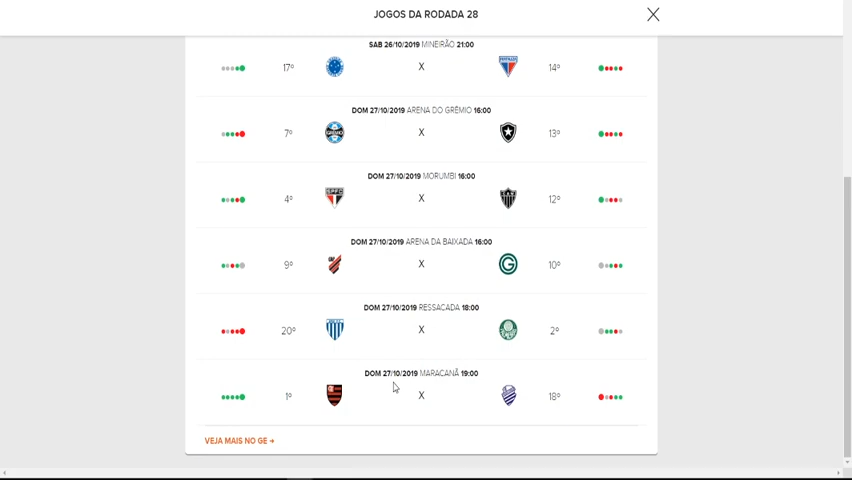 JOGOS DA RODADA 28
SAB 26/10/2019 MINEIRÃO 21:00
17º X 14º
DOM 27/10/2019 ARENA DO GRÊMIO 16:00
7º X 13º
DOM 27/10/2019 MORUMBI 16:00
4º X 12º
DOM 27/10/2019 ARENA DA BAIXADA 16:00
9º X 10º
DOM 27/10/2019 RESSACADA 18:00
20º X 2º
DOM 27/10/2019 MARACANÃ 19:00
1º X 18º
VEJA MAIS NO GE